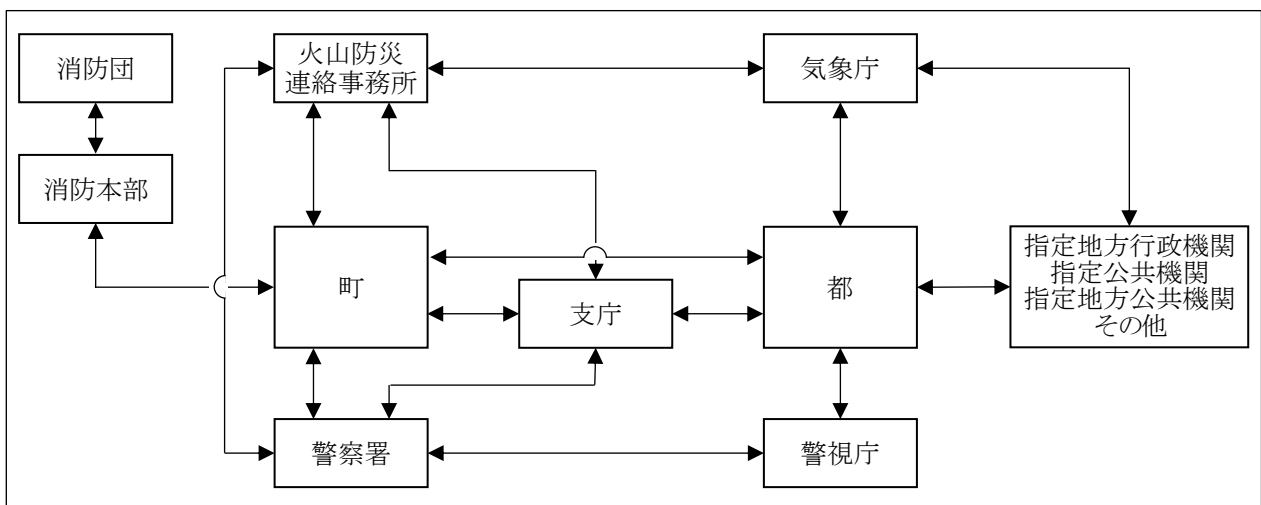 消防団
火山防災
連絡事務所
気象庁
消防本部
町
支庁
都
指定地方行政機関
指定公共機関
指定地方公共機関
その他
警察署
警視庁